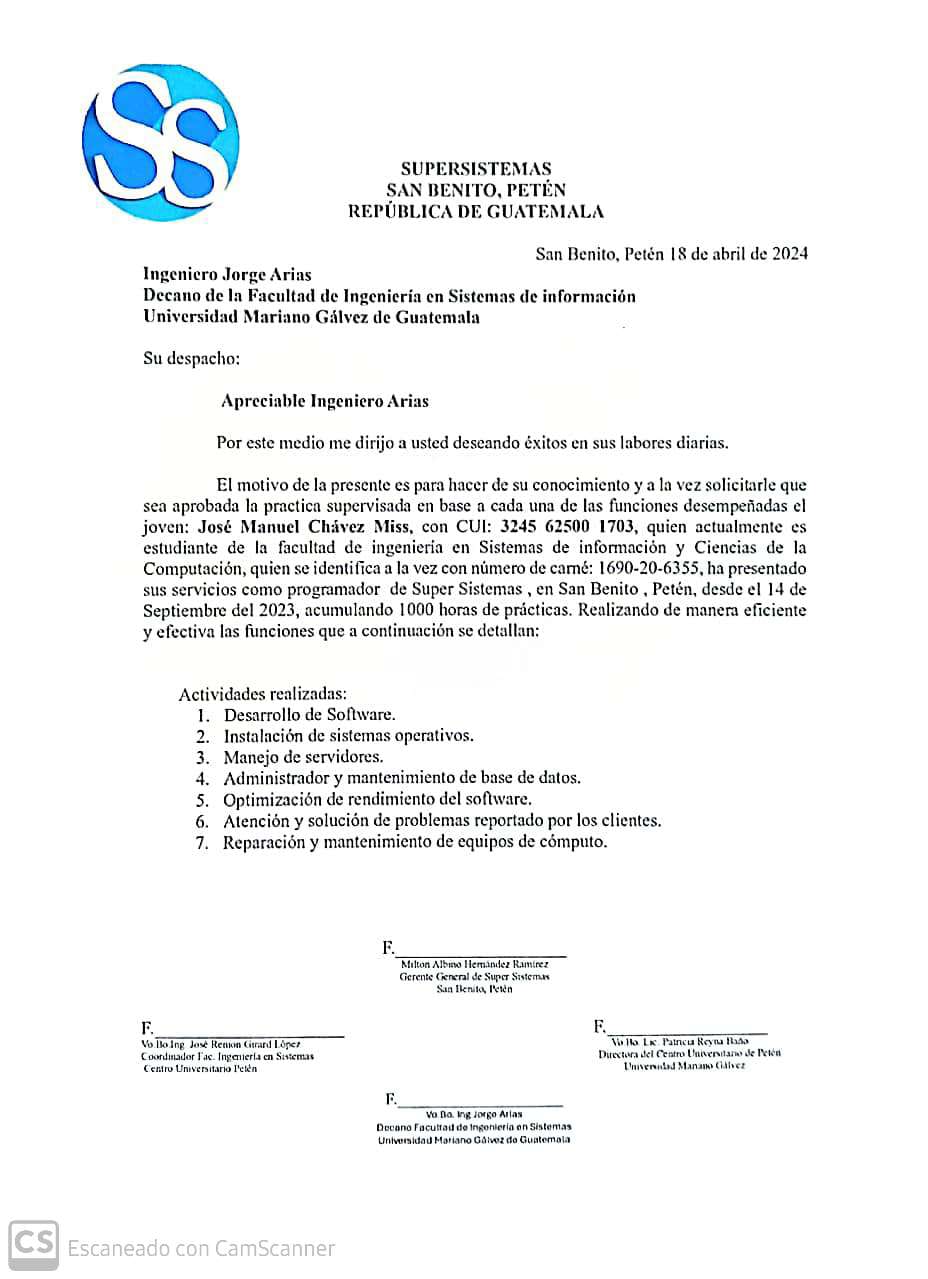 SS
SUPERSISTEMAS
SAN BENITO, PETÉN
REPÚBLICA DE GUATEMALA
San Benito, Petén 18 de abril de 2024
Ingeniero Jorge Arias
Decano de la Facultad de Ingeniería en Sistemas de información
Universidad Mariano Gálvez de Guatemala
Su despacho:
Apreciable Ingeniero Arias
Por este medio me dirijo a usted deseando éxitos en sus labores diarias.
El motivo de la presente es para hacer de su conocimiento y a la vez solicitarle que
sea aprobada la practica supervisada en base a cada una de las funciones desempeñadas el
joven: José Manuel Chávez Miss, con CUI: 3245 62500 1703, quien actualmente es
estudiante de la facultad de ingeniería en Sistemas de información y Ciencias de la
Computación, quien se identifica a la vez con número de carné: 1690-20-6355, ha presentado
sus servicios como programador de Super Sistemas , en San Benito , Petén, desde el 14 de
Septiembre del 2023, acumulando 1000 horas de prácticas. Realizando de manera eficiente
y efectiva las funciones que a continuación se detallan:
Actividades realizadas:
1. Desarrollo de Software.
2. Instalación de sistemas operativos.
3. Manejo de servidores.
4. Administrador y mantenimiento de base de datos.
5. Optimización de rendimiento del software.
6. Atención y solución de problemas reportado por los clientes.
7. Reparación y mantenimiento de equipos de cómputo.
F.
Milton Albino Hernández Ramírez
Gerente General de Super Sistemas
San Benito, Petén
F.
Vo Bo Ing. José Renion Girard López
Coordinador Fac. Ingeniería en Sistemas
Centro Universitario Petén
F.
Vo Bo. Lic. Patricia Reyna
Directora del Centro Universitario de Petén
Universidad Mariano Gálvez
F.
Vo Bo. Ing Jorge Arias
Decano Facultad de Ingeniería en Sistemas
Universidad Mariano Gálvez de Guatemala
CS Escaneado con CamScanner